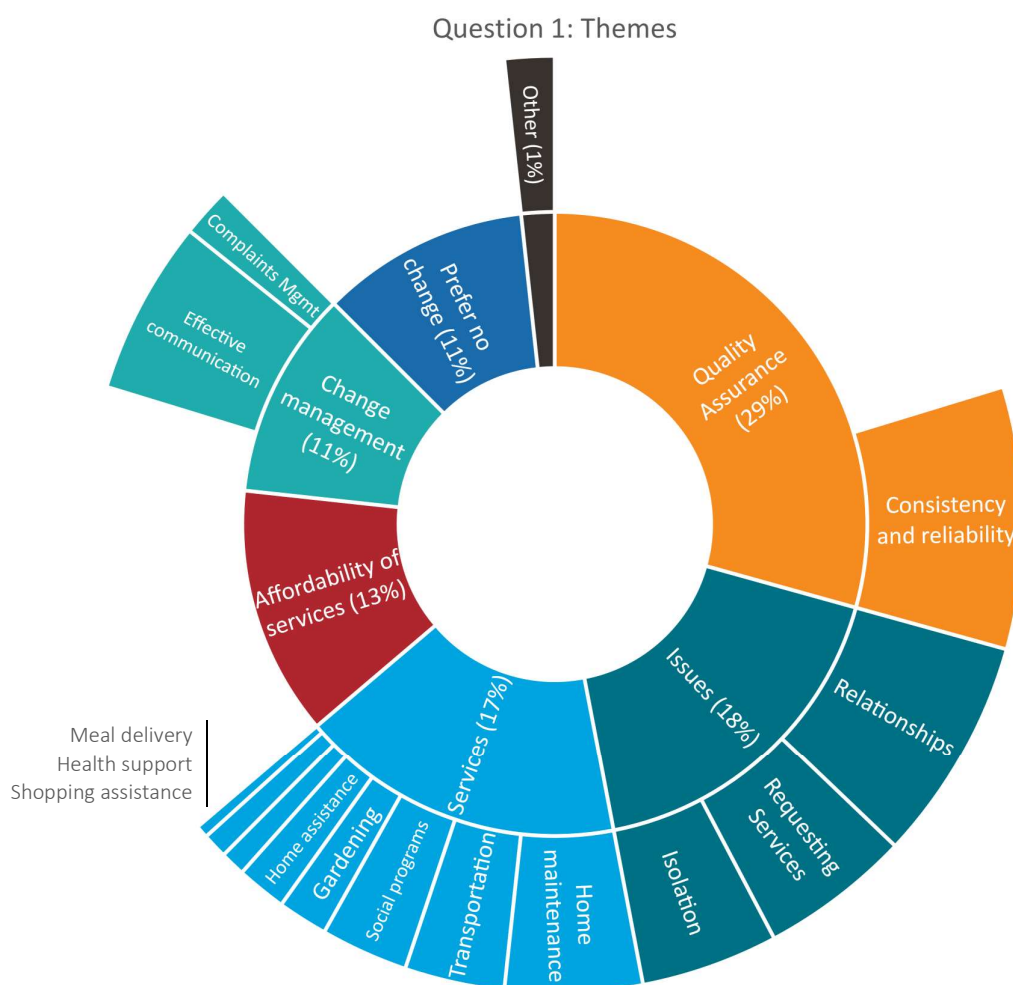 Question 1: Themes
Other (1%)
Quality
Assurance
(29%)
Consistency
and reliability
Issues (18%)
Relationships
Requesting
Services
Isolation
Services (17%)
Home
maintenance
Transportation
Social programs
Gardening
Home assistance
Meal delivery
Health support
Shopping assistance
Affordability of
services (13%)
Change
management
(11%)
Effective
communication
Complaints Mgmt
Prefer no
change (11%)